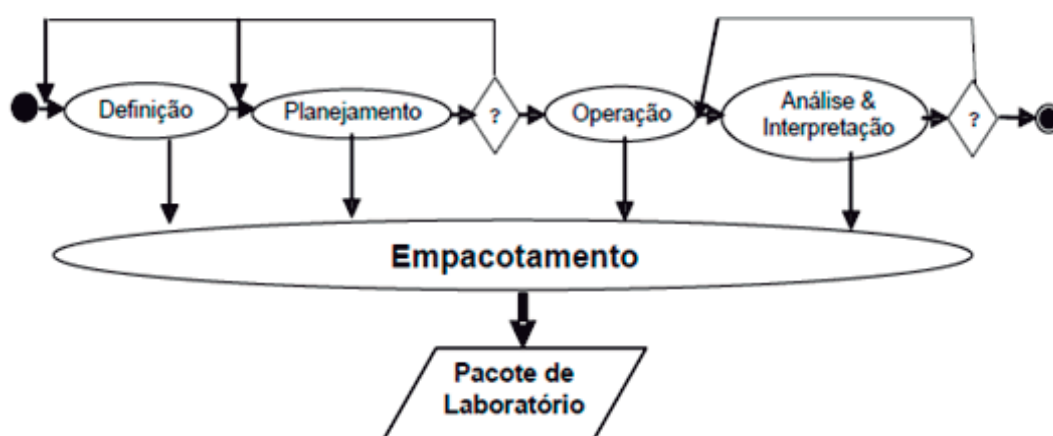 Definição
Planejamento
?
Operação
Análise &
Interpretação
?
Empacotamento
Pacote de
Laboratório